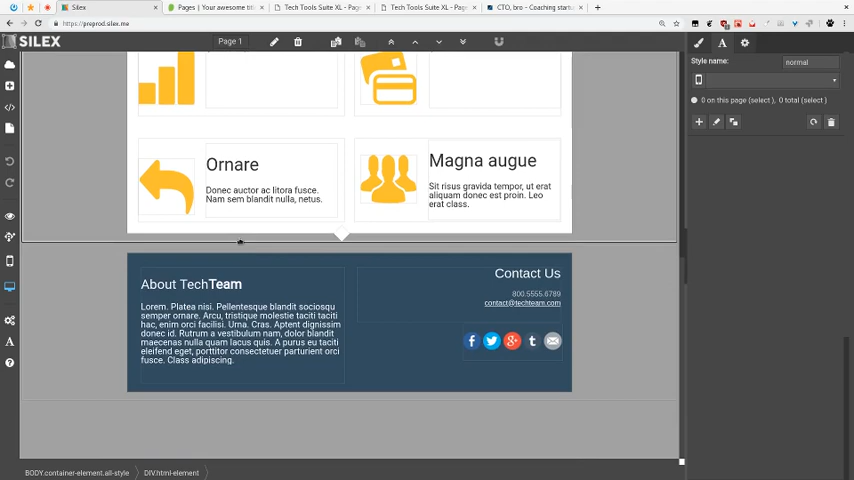 Silex
Pages | Your awesome titl
Tech Tools Suite XL - Page
Tech Tools Suite XL - Pag
CTO, bro – Coaching startu
https://preprod.silex.me
SILEX
Page 1
Style name:
normal
0 on this page (select ), 0 total (select )
Ornare
Donec auctor ac litora fusce.
Nam sem blandit nulla, netus.
Magna augue
Sit risus gravida tempor, ut erat
aliquam donec est proin. Leo
erat class.
About TechTeam
Lorem. Platea nisi. Pellentesque blandit sociosqu
semper ornare. Arcu, tristique molestie taciti taciti
hac, enim orci facilisi. Urna. Cras. Aptent dignissim
donec id. Rutrum a vestibulum nam, dolor blandit
maecenas nulla quam lacus quis. A purus eu taciti
eleifend eget, porttitor consectetuer parturient orci
fusce. Class adipiscing.
Contact Us
800.5555.6789
contact@techteam.com
BODY.container-element.all-style
DIV.html-element